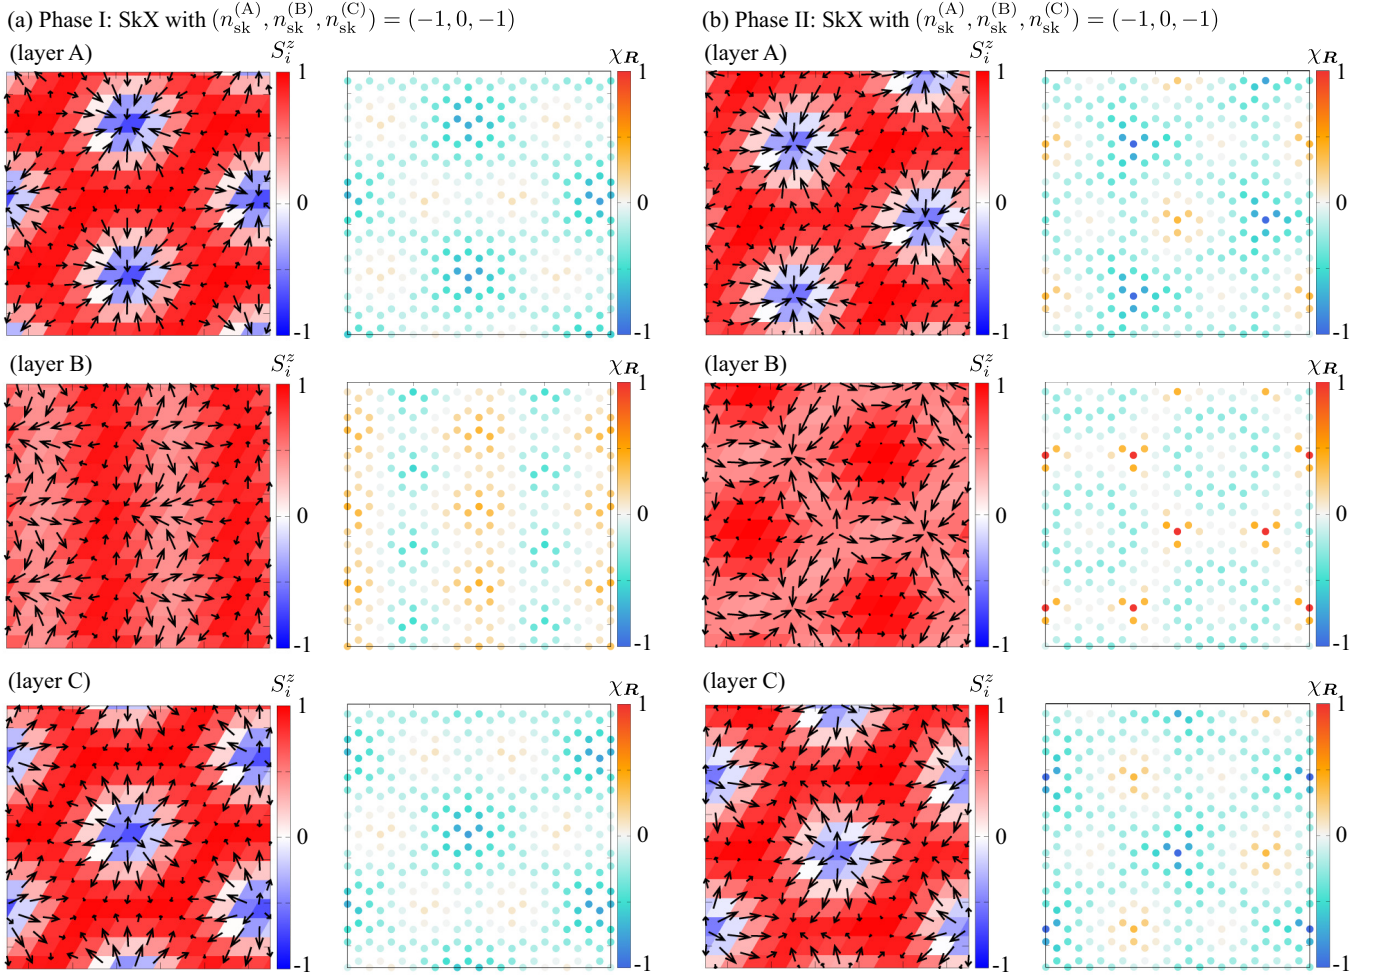 (a) Phase I: SkX with (n_sk^(A), n_sk^(B), n_sk^(C)) = (−1, 0, −1)
(b) Phase II: SkX with (n_sk^(A), n_sk^(B), n_sk^(C)) = (−1, 0, −1)
(layer A) S_i^z χ_R (layer A) S_i^z χ_R
1 1 1 1
0 0 0 0
-1 -1 -1 -1
(layer B) S_i^z χ_R (layer B) S_i^z χ_R
1 1 1 1
0 0 0 0
-1 -1 -1 -1
(layer C) S_i^z χ_R (layer C) S_i^z χ_R
1 1 1 1
0 0 0 0
-1 -1 -1 -1